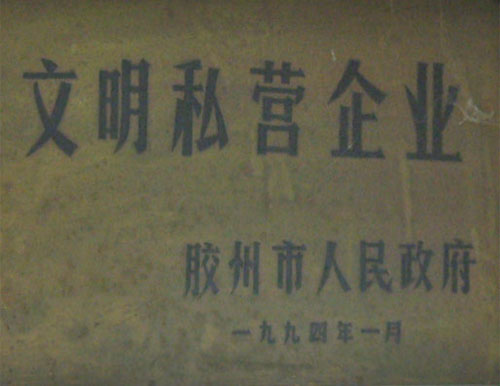 文明私营企业
胶州市人民政府
一九九四年一月